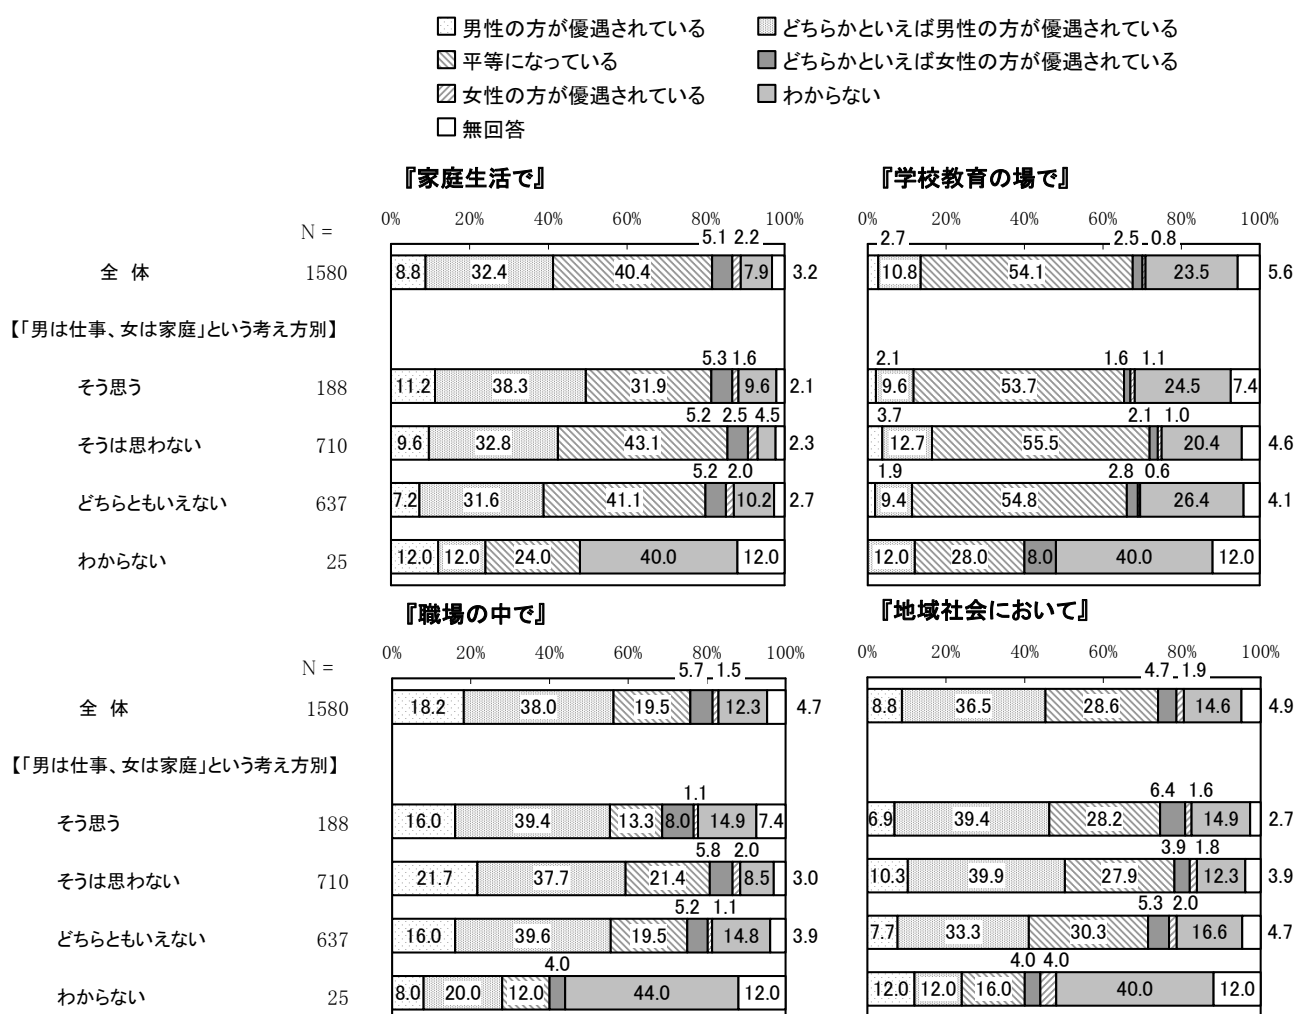 男性の方が優遇されている どちらかといえば男性の方が優遇されている
平等になっている どちらかといえば女性の方が優遇されている
女性の方が優遇されている わからない
無回答
『家庭生活で』 『学校教育の場で』
0% 20% 40% 60% 80% 100% 0% 20% 40% 60% 80% 100%
N = 5.1 2.2 2.7 2.5 0.8
全 体 1580 8.8 32.4 40.4 7.9 3.2 10.8 54.1 23.5 5.6
【「男は仕事、女は家庭」という考え方別】
5.3 1.6 2.1 1.6 1.1
そう思う 188 11.2 38.3 31.9 9.6 2.1 9.6 53.7 24.5 7.4
5.2 2.5 4.5 3.7 2.1 1.0
そうは思わない 710 9.6 32.8 43.1 2.3 12.7 55.5 20.4 4.6
5.2 2.0 1.9 2.8 0.6
どちらともいえない 637 7.2 31.6 41.1 10.2 2.7 9.4 54.8 26.4 4.1
わからない 25 12.0 12.0 24.0 40.0 12.0 12.0 28.0 8.0 40.0 12.0
『職場の中で』 『地域社会において』
0% 20% 40% 60% 80% 100% 0% 20% 40% 60% 80% 100%
N = 5.7 1.5 4.7 1.9
全 体 1580 18.2 38.0 19.5 12.3 4.7 8.8 36.5 28.6 14.6 4.9
【「男は仕事、女は家庭」という考え方別】
1.1 6.4 1.6
そう思う 188 16.0 39.4 13.3 8.0 14.9 7.4 6.9 39.4 28.2 14.9 2.7
5.8 2.0 3.9 1.8
そうは思わない 710 21.7 37.7 21.4 8.5 3.0 10.3 39.9 27.9 12.3 3.9
5.2 1.1 5.3 2.0
どちらともいえない 637 16.0 39.6 19.5 14.8 3.9 7.7 33.3 30.3 16.6 4.7
4.0 4.0 4.0
わからない 25 8.0 20.0 12.0 44.0 12.0 12.0 12.0 16.0 40.0 12.0